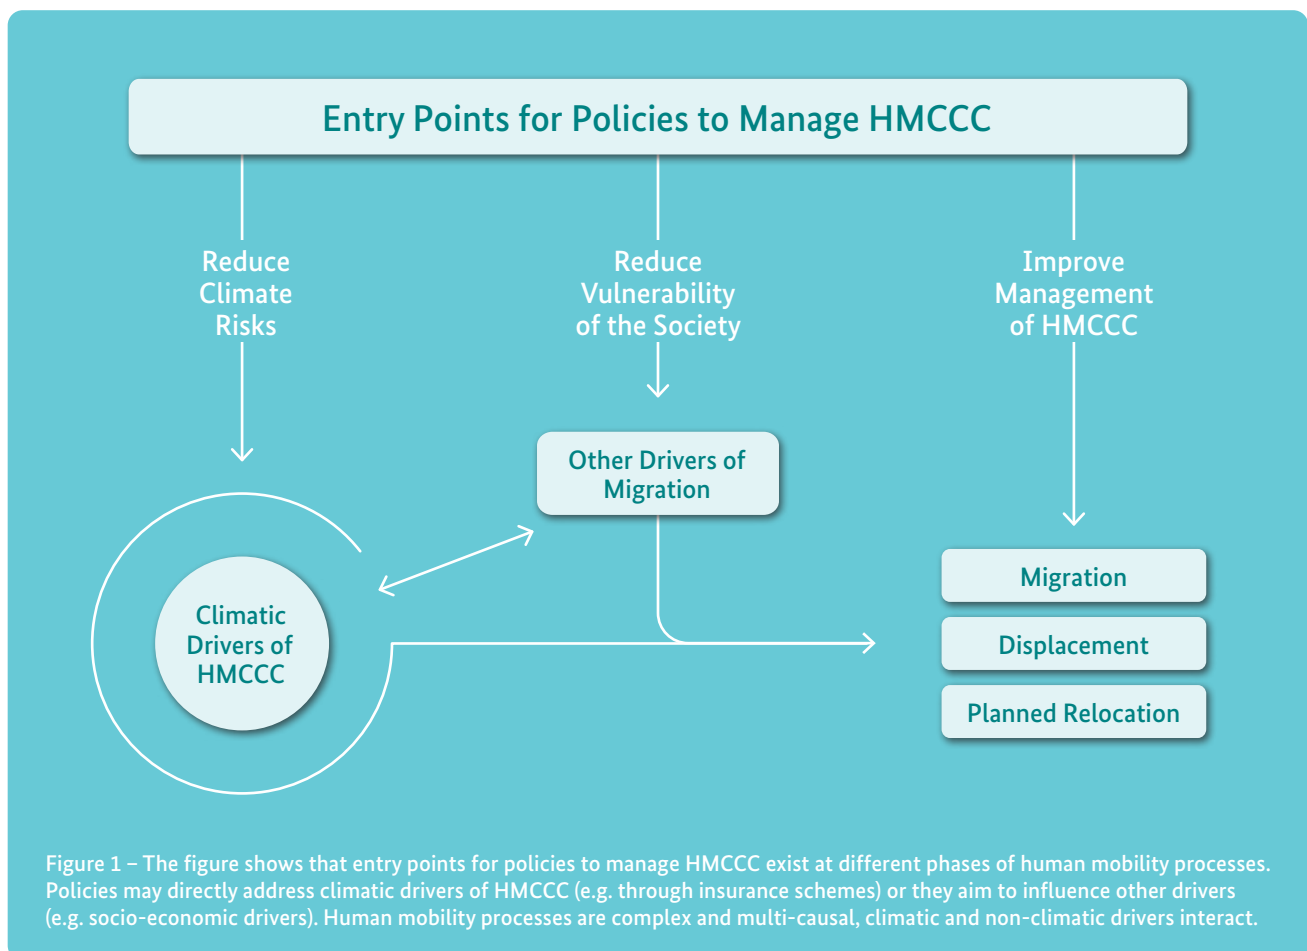 Entry Points for Policies to Manage HMCCC
Reduce
Climate
Risks
Reduce
Vulnerability
of the Society
Improve
Management
of HMCCC
Other Drivers of
Migration
Climatic
Drivers of
HMCCC
Migration
Displacement
Planned Relocation
Figure 1 – The figure shows that entry points for policies to manage HMCCC exist at different phases of human mobility processes.
Policies may directly address climatic drivers of HMCCC (e.g. through insurance schemes) or they aim to influence other drivers
(e.g. socio-economic drivers). Human mobility processes are complex and multi-causal, climatic and non-climatic drivers interact.